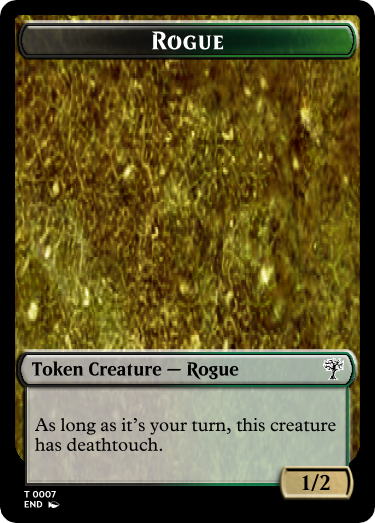 Rogue
Token Creature — Rogue
As long as it's your turn, this creature
has deathtouch.
1/2
T 0007
END